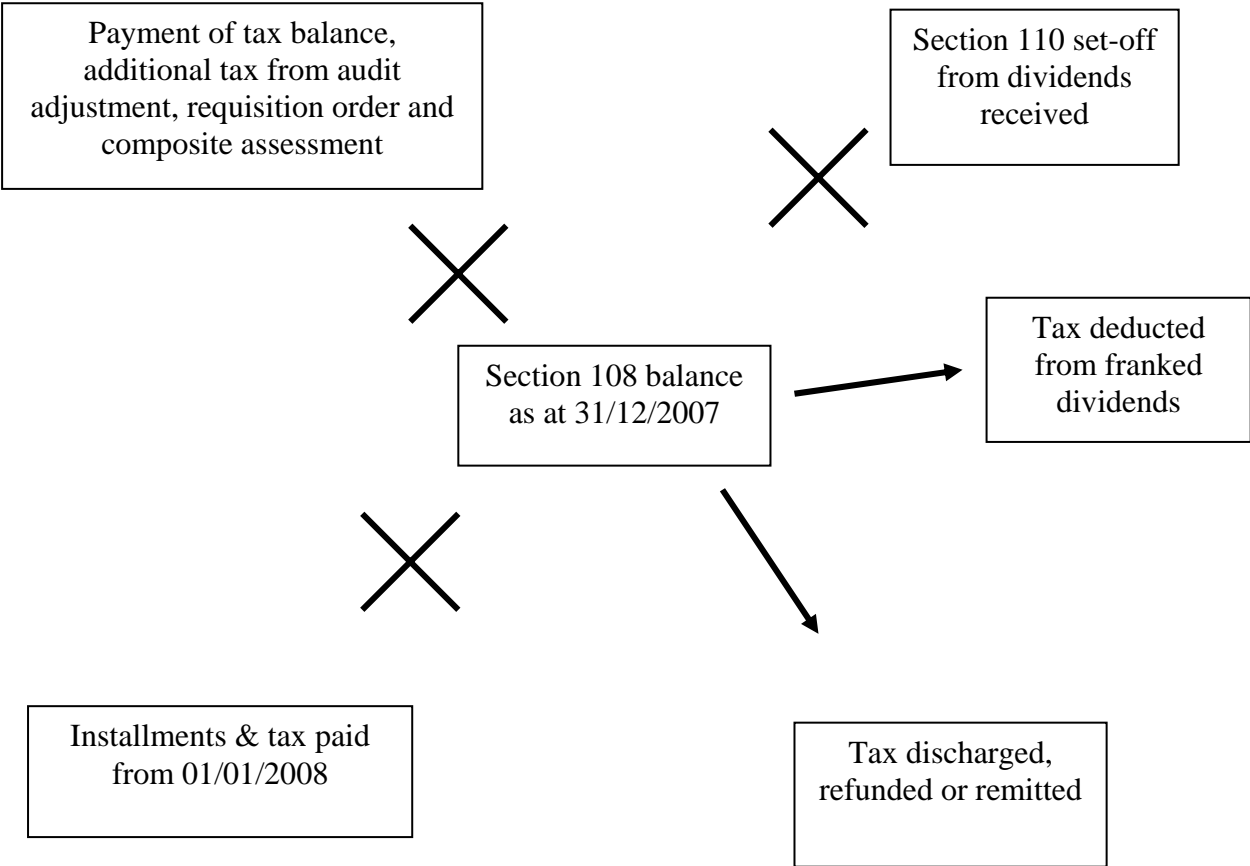 Payment of tax balance,
additional tax from audit
adjustment, requisition order and
composite assessment
Section 110 set-off
from dividends
received
Section 108 balance
as at 31/12/2007
Tax deducted
from franked
dividends
Installments & tax paid
from 01/01/2008
Tax discharged,
refunded or remitted